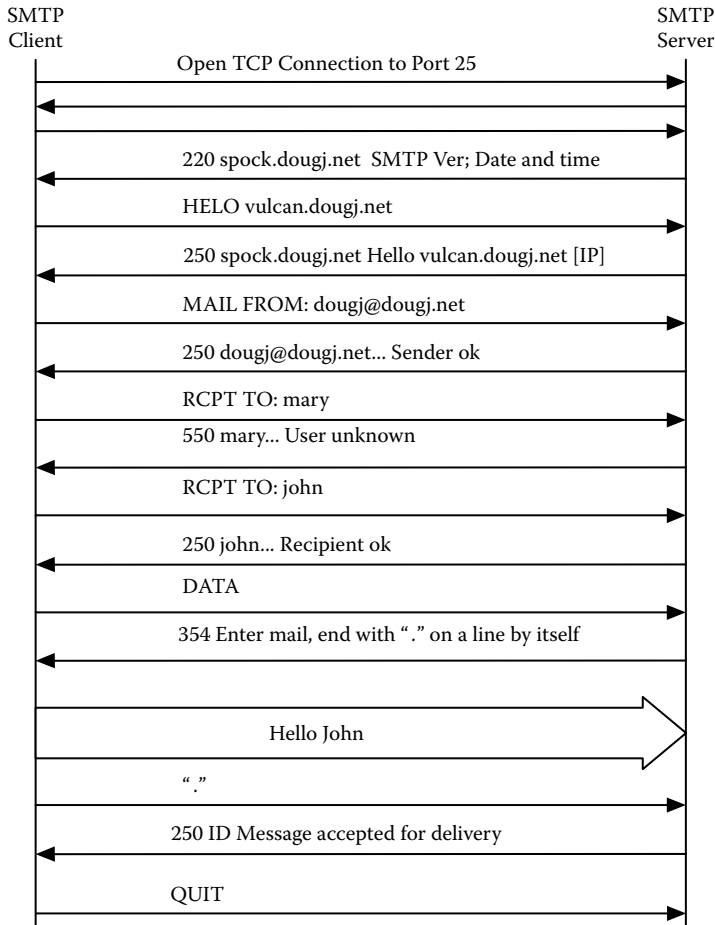 SMTP
Client
SMTP
Server
Open TCP Connection to Port 25
220 spock.dougj.net SMTP Ver; Date and time
HELO vulcan.dougj.net
250 spock.dougj.net Hello vulcan.dougj.net [IP]
MAIL FROM: dougj@dougj.net
250 dougj@dougj.net... Sender ok
RCPT TO: mary
550 mary... User unknown
RCPT TO: john
250 john... Recipient ok
DATA
354 Enter mail, end with “.” on a line by itself
Hello John
“.”
250 ID Message accepted for delivery
QUIT